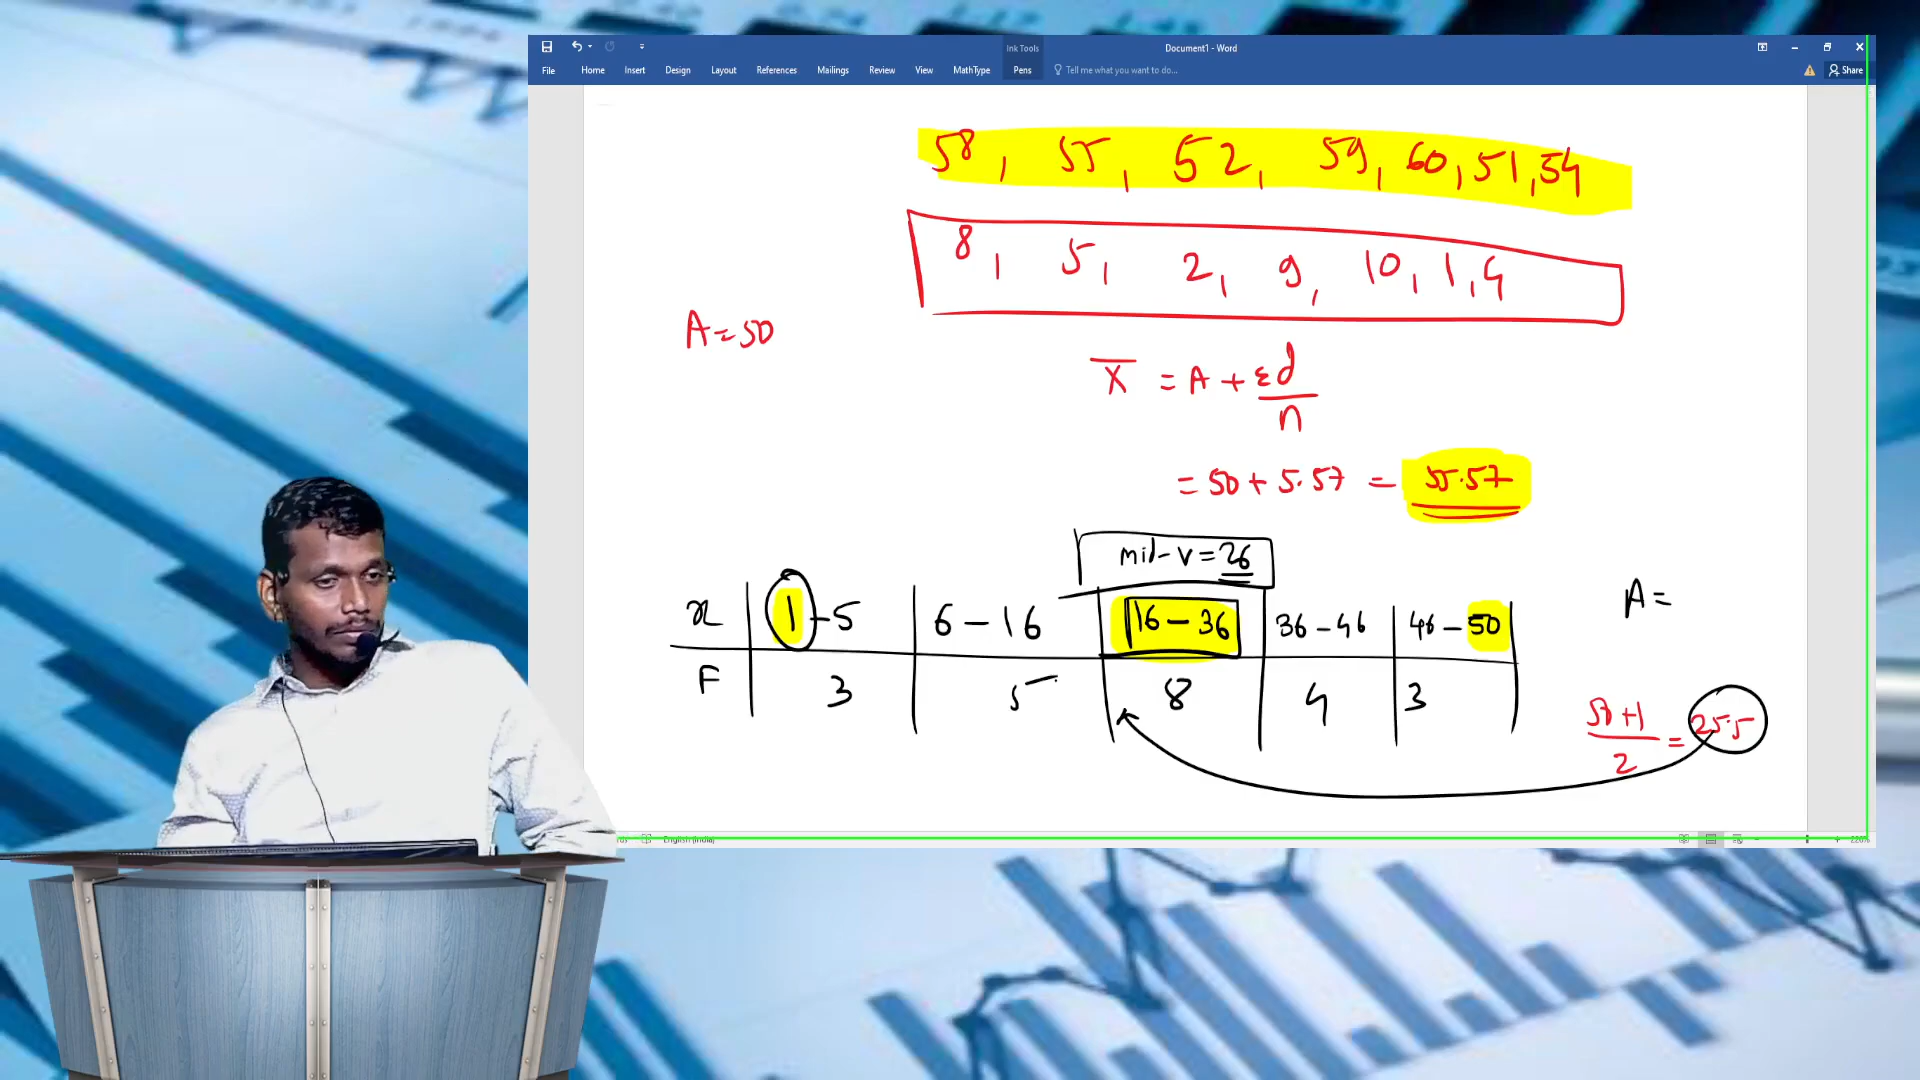 Ink Tools
Document1 - Word
File Home Insert Design Layout References Mailings Review View MathType Pens Tell me what you want to do... Share
58, 55, 52, 59, 60, 51, 54
8, 5, 2, 9, 10, 1, 4
A = 50
X̄ = A + Σd/n
= 50 + 5.57 = 55.57
mid-v = 26
x 1-5 6-16 16-36 36-46 46-50
F 3 5 8 4 3
A =
50+1/2 = 25.5
English (India)